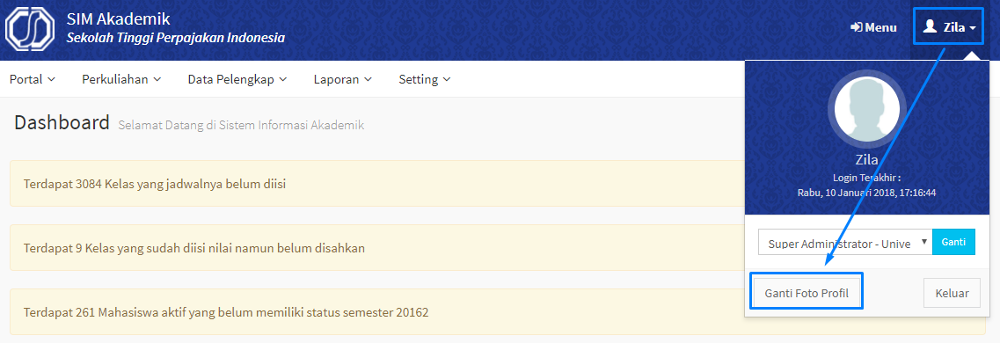 SIM Akademik
Sekolah Tinggi Perpajakan Indonesia
Menu
Zila
Portal
Perkuliahan
Data Pelengkap
Laporan
Setting
Dashboard Selamat Datang di Sistem Informasi Akademik
Terdapat 3084 Kelas yang jadwalnya belum diisi
Terdapat 9 Kelas yang sudah diisi nilai namun belum disahkan
Terdapat 261 Mahasiswa aktif yang belum memiliki status semester 20162
Zila
Login Terakhir :
Rabu, 10 Januari 2018, 17:16:44
Super Administrator - Unive
Ganti
Ganti Foto Profil
Keluar